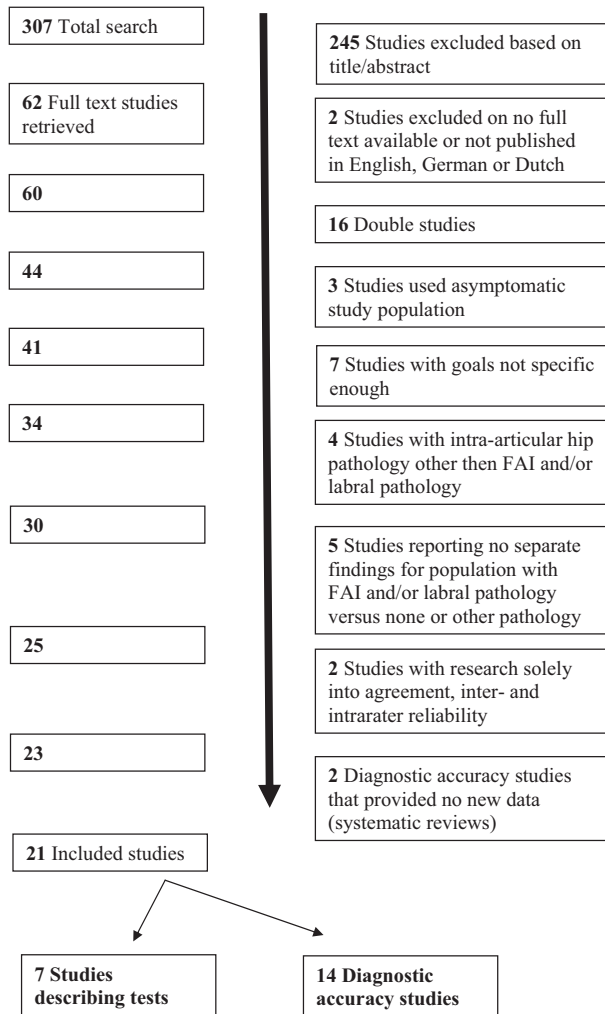 307 Total search
245 Studies excluded based on
title/abstract
62 Full text studies
retrieved
2 Studies excluded on no full
text available or not published
in English, German or Dutch
60
16 Double studies
44
3 Studies used asymptomatic
study population
41
7 Studies with goals not specific
enough
34
4 Studies with intra-articular hip
pathology other then FAI and/or
labral pathology
30
5 Studies reporting no separate
findings for population with
FAI and/or labral pathology
versus none or other pathology
25
2 Studies with research solely
into agreement, inter- and
intrarater reliability
23
2 Diagnostic accuracy studies
that provided no new data
(systematic reviews)
21 Included studies
7 Studies
describing tests
14 Diagnostic
accuracy studies